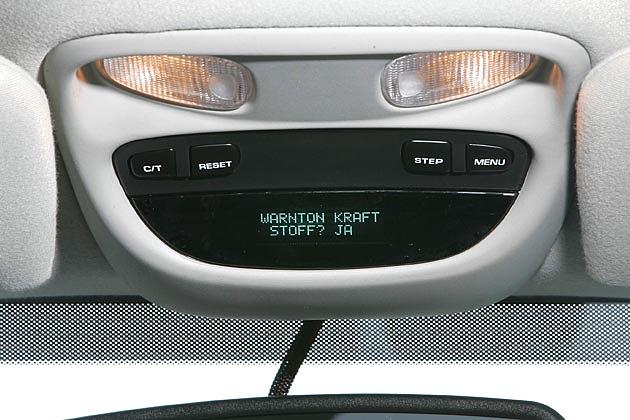 C/T RESET STEP MENU
WARNTON KRAFT
STOFF? JA